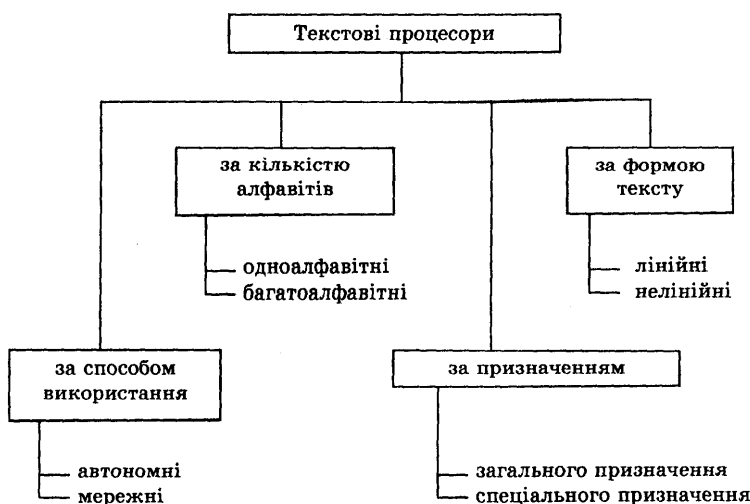 Текстові процесори
за кількістю
алфавітів
одноалфавітні
багатоалфавітні
за формою
тексту
лінійні
нелінійні
за способом
використання
автономні
мережні
за призначенням
загального призначення
спеціального призначення